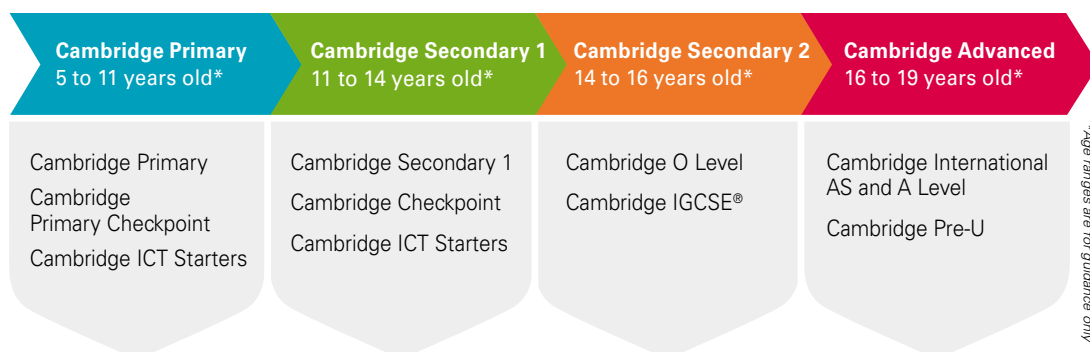 Cambridge Primary
5 to 11 years old*
Cambridge Secondary 1
11 to 14 years old*
Cambridge Secondary 2
14 to 16 years old*
Cambridge Advanced
16 to 19 years old*
Cambridge Primary
Cambridge
Primary Checkpoint
Cambridge ICT Starters
Cambridge Secondary 1
Cambridge Checkpoint
Cambridge ICT Starters
Cambridge O Level
Cambridge IGCSE®
Cambridge International
AS and A Level
Cambridge Pre-U
*Age ranges are for guidance only